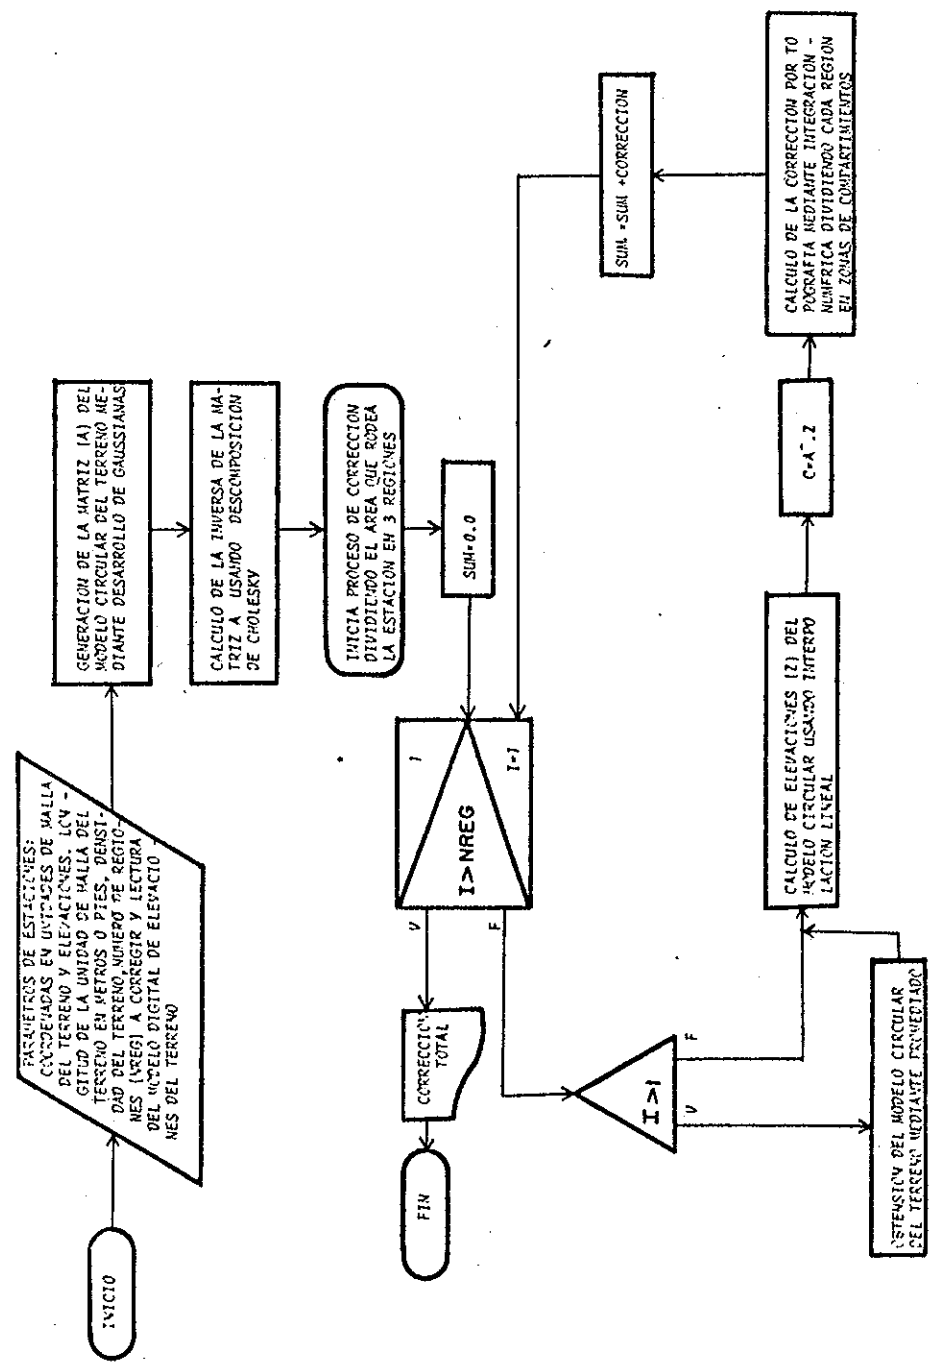 INICIO
PARAMETROS DE ESTACIONES:
COORDENADAS EN UNIDADES DE MALLA
DEL TERRENO Y ELEVACIONES. LON -
GITUD DE LA UNIDAD DE MALLA DEL
TERRENO EN METROS O PIES, DENSI-
DAD DEL TERRENO, NUMERO DE REGIO-
NES (NREG) A CORREGIR Y LECTURA
DEL MODELO DIGITAL DE ELEVACIO -
NES DEL TERRENO
GENERACION DE LA MATRIZ (A) DEL
MODELO CIRCULAR DEL TERRENO ME-
DIANTE DESARROLLO DE GAUSSIANAS
CALCULO DE LA INVERSA DE LA MA-
TRIZ A USANDO DESCOMPOSICION
DE CHOLESKY
INICIA PROCESO DE CORRECCION
DIVIDIENDO EL AREA QUE RODEA
LA ESTACION EN 3 REGIONES
SUM=0.0
1
I>NREG
I=1
V
F
CORRECCION
TOTAL
FIN
I>1
V
F
OBTENSION DEL MODELO CIRCULAR
DEL TERRENO MEDIANTE PROMEDIADO
CALCULO DE ELEVACIONES (Z) DEL
MODELO CIRCULAR USANDO INTERPO
LACION LINEAL
C=A⁻.Z
CALCULO DE LA CORRECCION POR TO
POGRAFIA MEDIANTE INTEGRACION -
NUMERICA DIVIDIENDO CADA REGION
EN ZONAS DE COMPARTIMIENTOS
SUM =SUM +CORRECCION